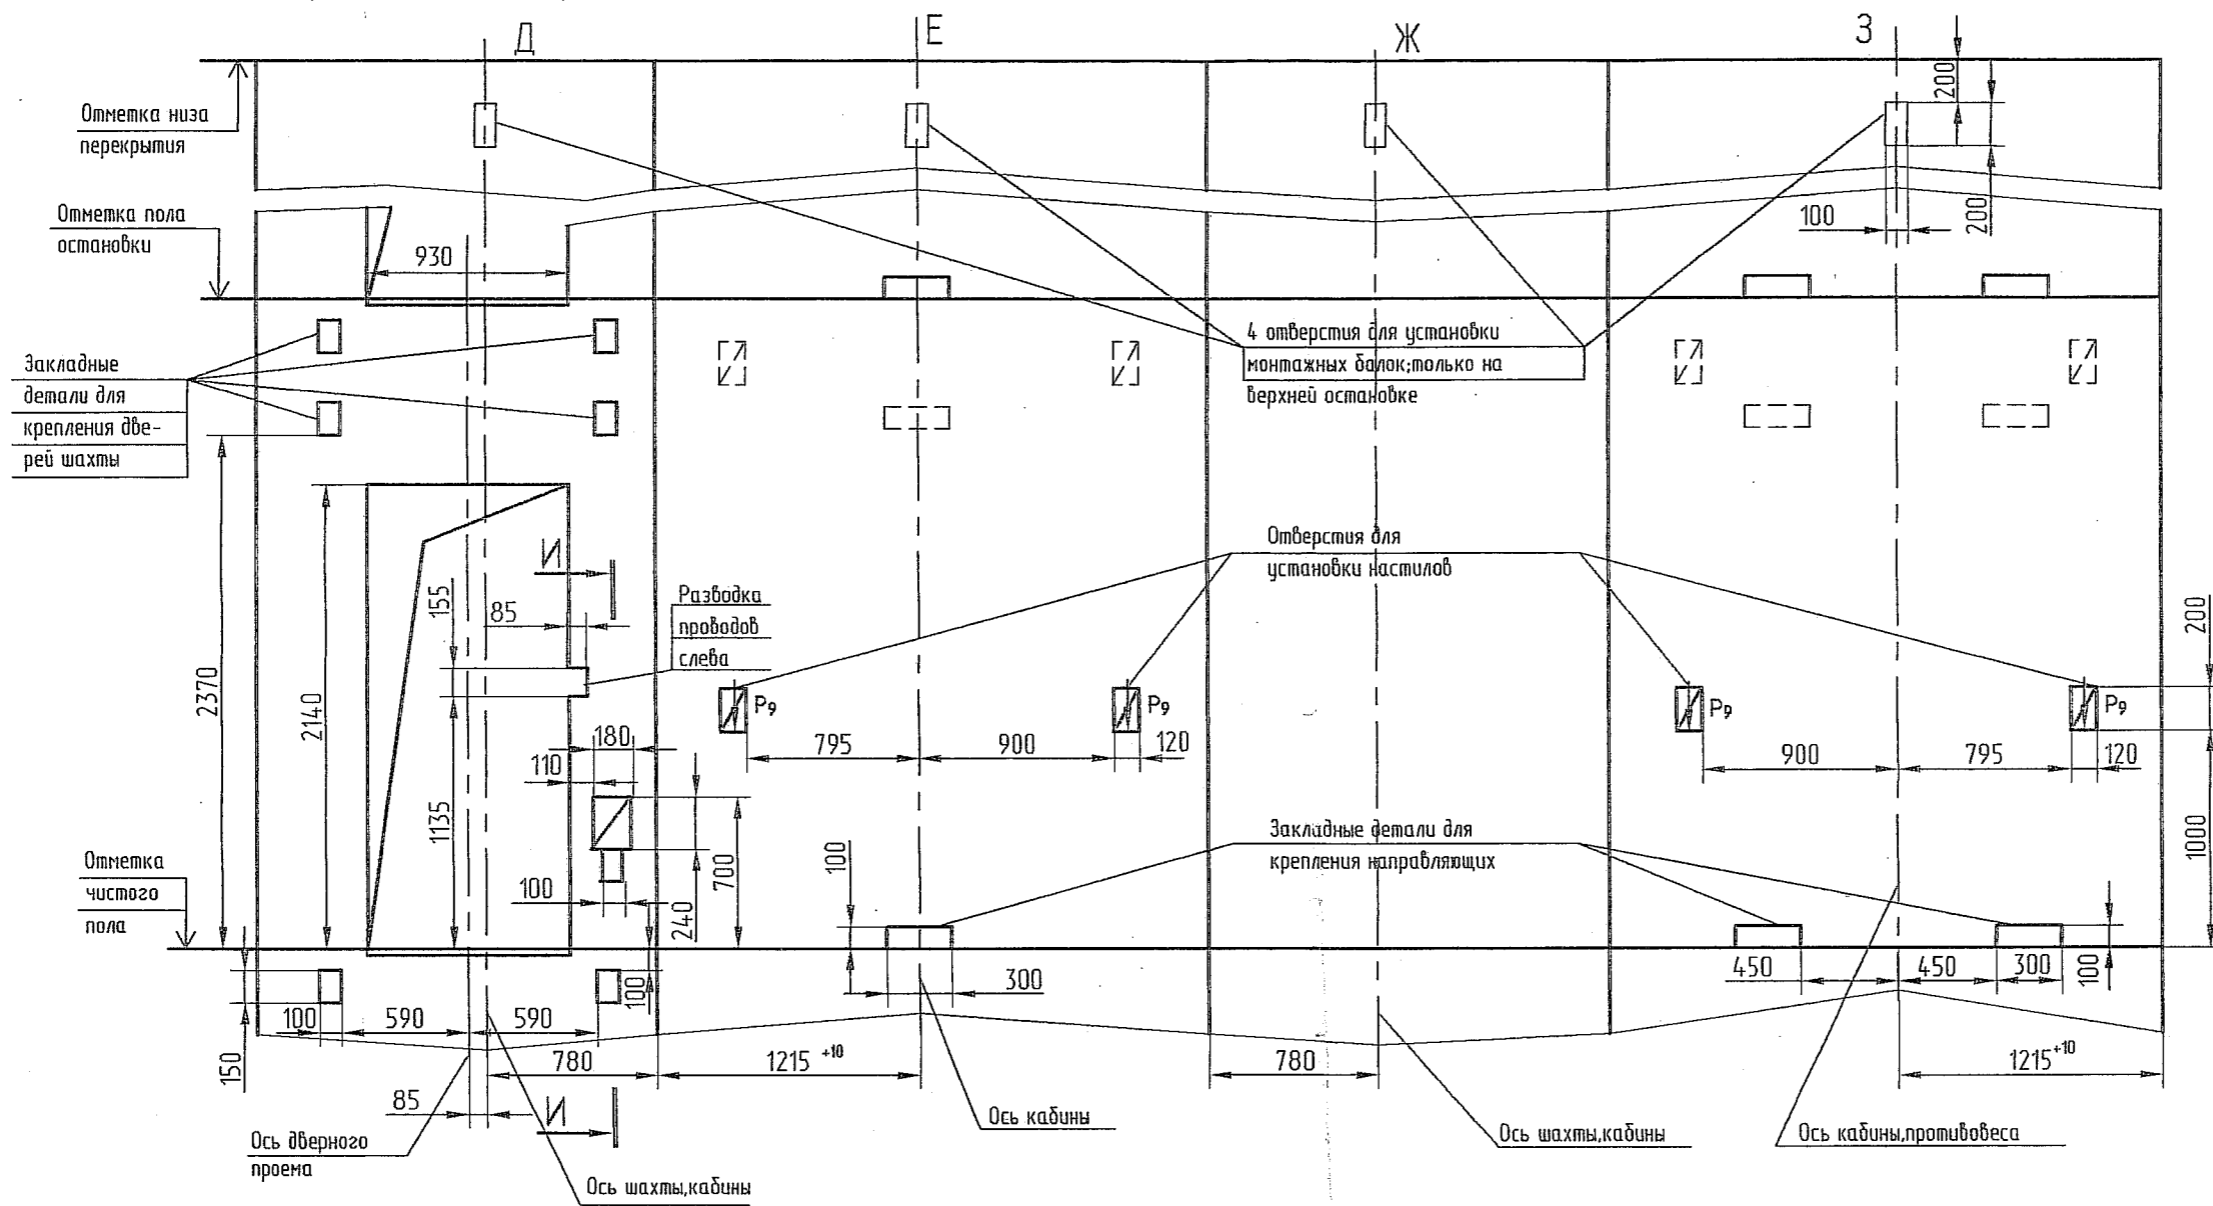 Д
Е
Ж
З
Отметка низа
перекрытия
200
200
100
Отметка пола
остановки
930
4 отверстия для установки
монтажных балок;только на
верхней остановке
Закладные
детали для
крепления две-
рей шахты
Отверстия для
установки настилов
И
155
85
Разводка
проводов
слева
200
2370
2140
Р9
Р9
Р9
Р9
180
795
900
120
900
795
120
110
1135
700
240
100
1000
Закладные детали для
крепления направляющих
100
Отметка
чистого
пола
300
450
450
300
100
100
590
590
100
150
780
1215 +10
780
1215+10
85
И
Ось дверного
проема
Ось кабины
Ось шахты,кабины
Ось кабины,противовеса
Ось шахты,кабины